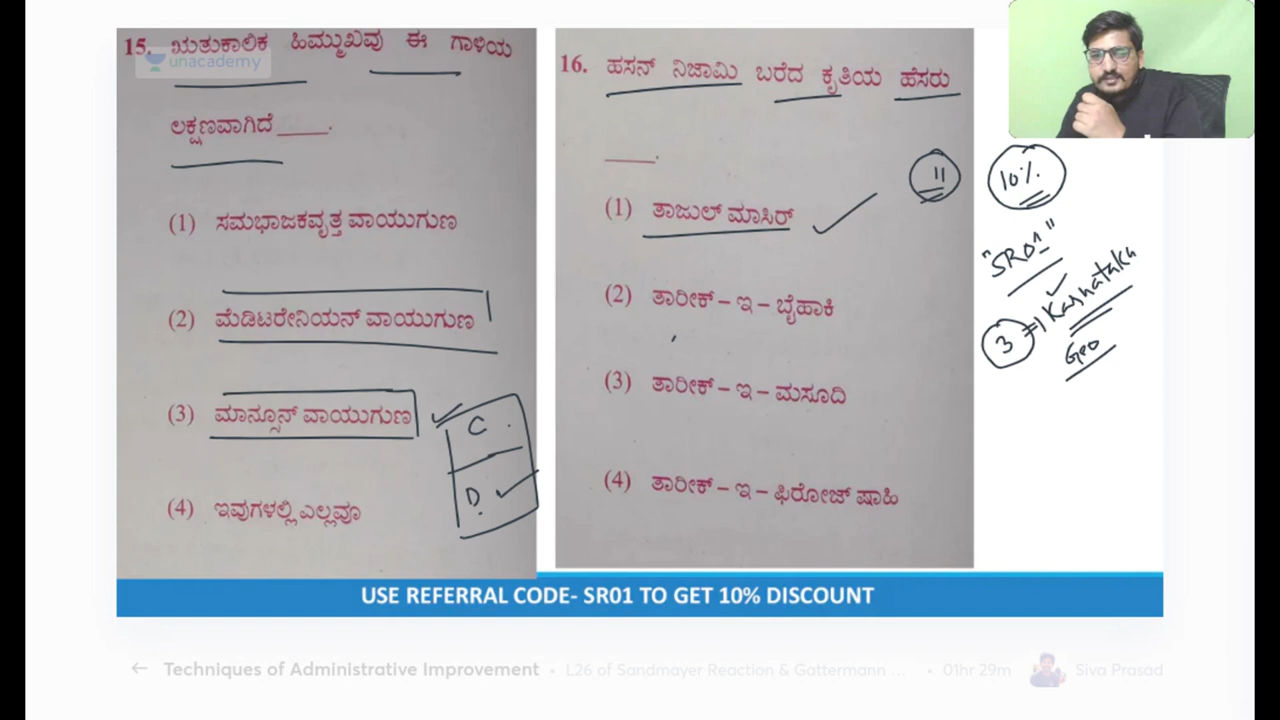 15. ಋತುಕಾಲಿಕ ಹಿಮ್ಮುಖವು ಈ ಗಾಳಿಯ
unacademy
ಲಕ್ಷಣವಾಗಿದೆ ____.
(1) ಸಮಭಾಜಕವೃತ್ತ ವಾಯುಗುಣ
(2) ಮೆಡಿಟರೇನಿಯನ್ ವಾಯುಗುಣ
(3) ಮಾನ್ಸೂನ್ ವಾಯುಗುಣ
(4) ಇವುಗಳಲ್ಲಿ ಎಲ್ಲವೂ
C
D
16. ಹಸನ್ ನಿಜಾಮಿ ಬರೆದ ಕೃತಿಯ ಹೆಸರು
____.
(1) ತಾಜುಲ್ ಮಾಸಿರ್
(2) ತಾರೀಕ್ – ಇ – ಬೈಹಾಕಿ
(3) ತಾರೀಕ್ – ಇ – ಮಸೂದಿ
(4) ತಾರೀಕ್ – ಇ – ಫಿರೋಜ್ ಷಾಹಿ
11
10%
"SR01"
3 => Karnataka
Geo
USE REFERRAL CODE- SR01 TO GET 10% DISCOUNT
← Techniques of Administrative Improvement • L26 of Sandmayer Reaction & Gattermann ... • 01hr 29m Siva Prasad